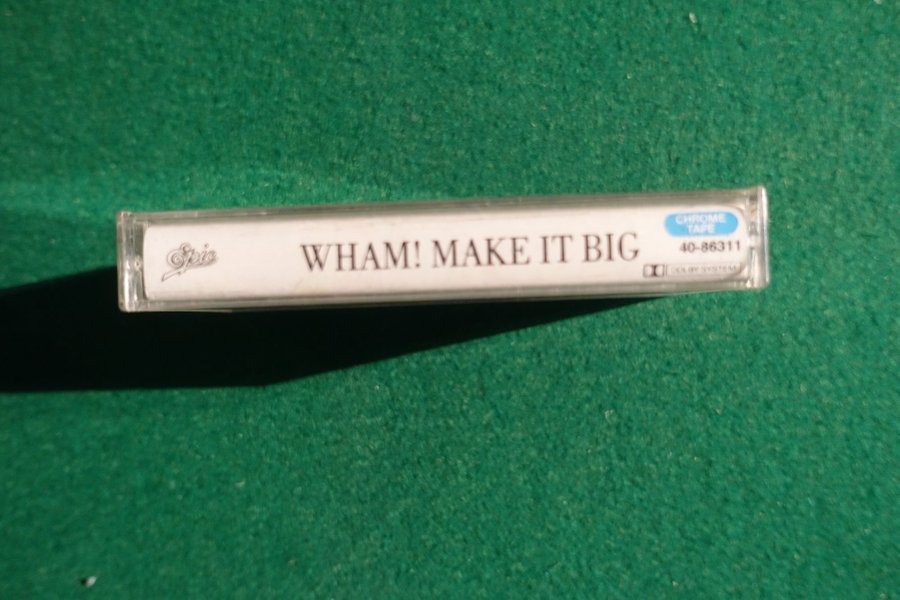 Epic
WHAM! MAKE IT BIG
CHROME
TAPE
40-86311
DOLBY SYSTEM